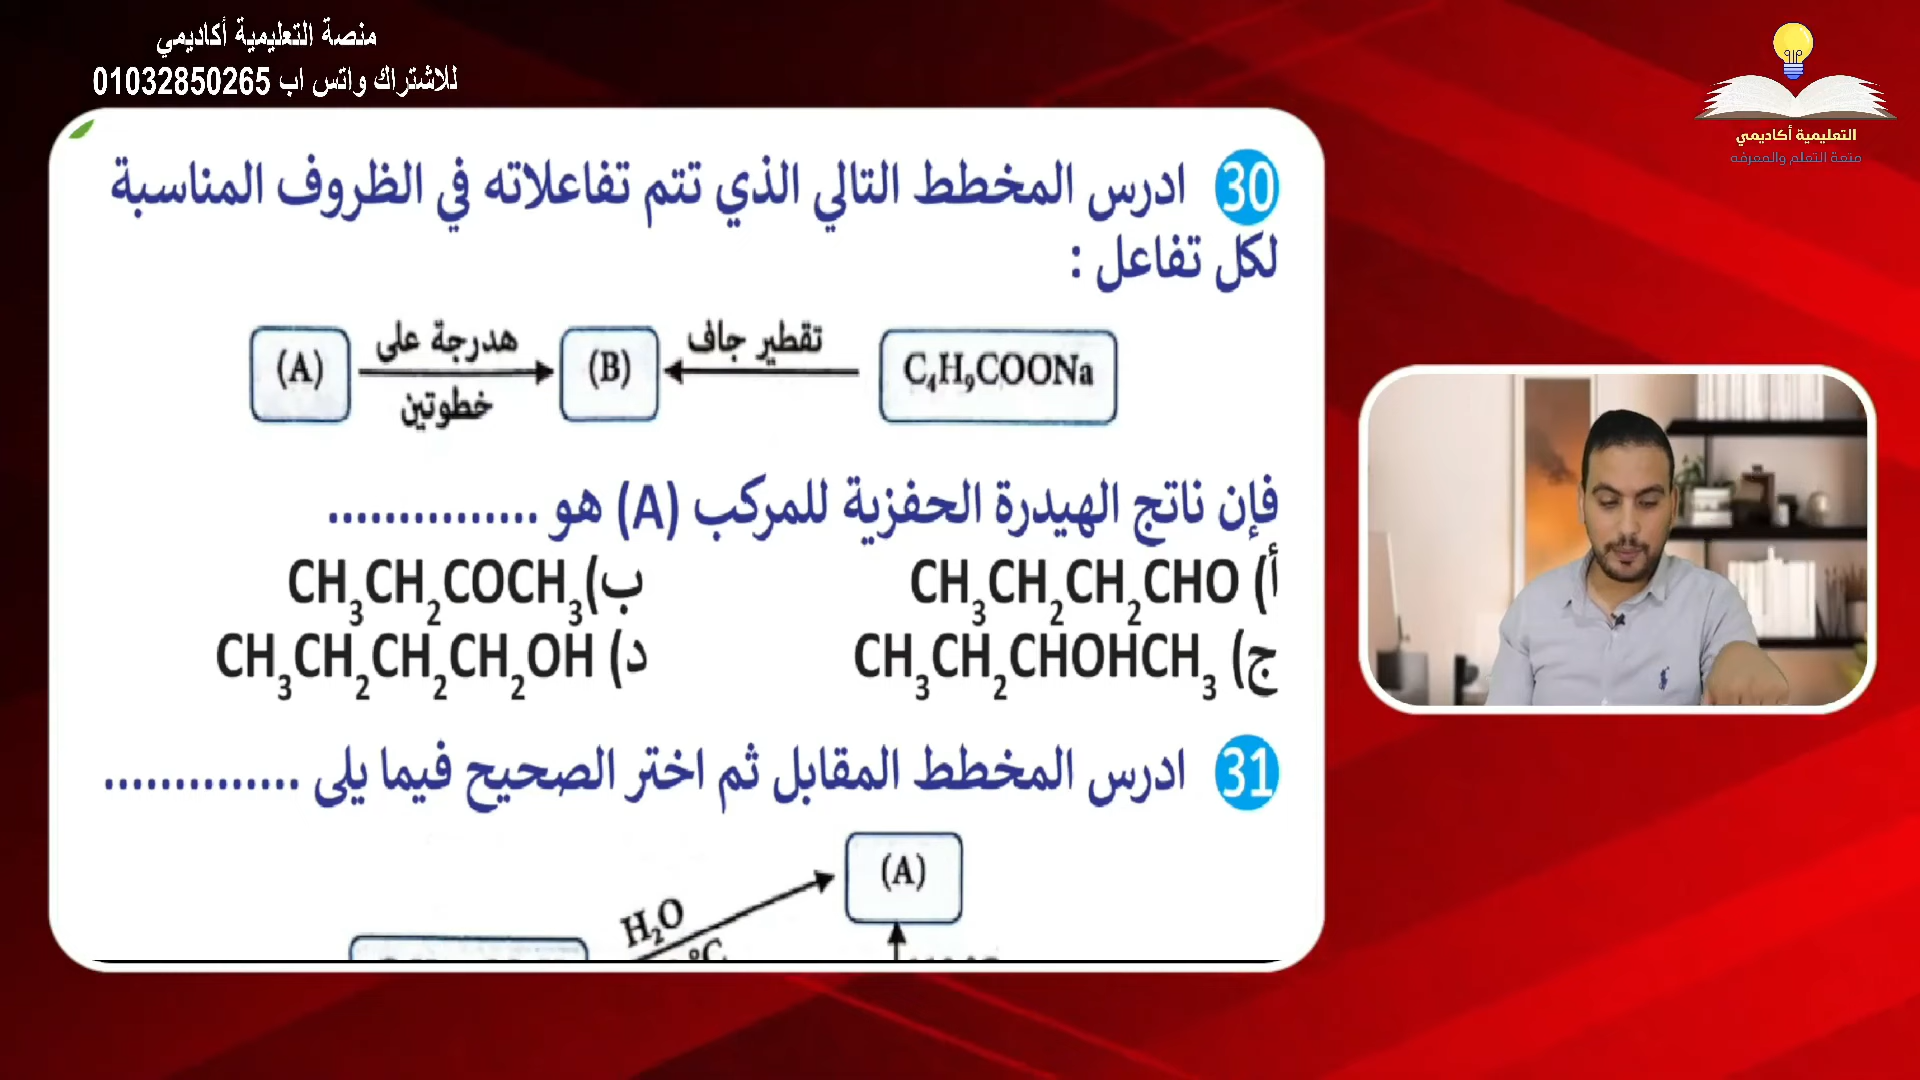 منصة التعليمية أكاديمي
للاشتراك واتس اب 01032850265
التعليمية أكاديمي
متعة التعلم والمعرفه
30 ادرس المخطط التالي الذي تتم تفاعلاته في الظروف المناسبة
لكل تفاعل :
(A) هدرجة على خطوتين (B) تقطير جاف C₄H₉COONa
فإن ناتج الهيدرة الحفزية للمركب (A) هو ...............
أ) CH₃CH₂CH₂CHO ب) CH₃CH₂COCH₃
ج) CH₃CH₂CHOHCH₃ د) CH₃CH₂CH₂CH₂OH
31 ادرس المخطط المقابل ثم اختر الصحيح فيما يلى ..............
(A)
H₂O
°C